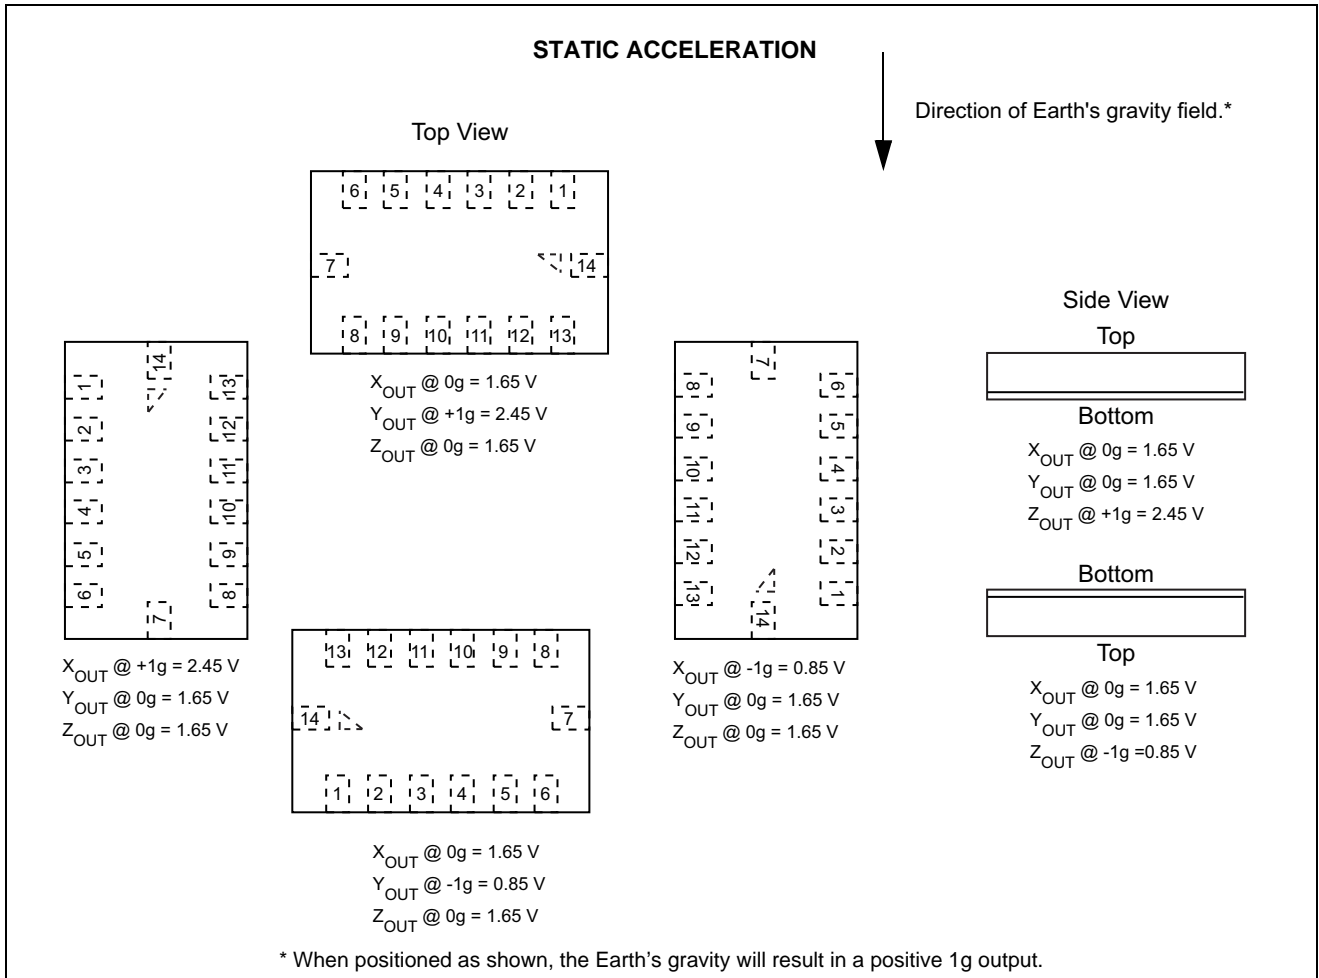 STATIC ACCELERATION
Direction of Earth's gravity field.*
Top View
6 5 4 3 2 1
7 14
8 9 10 11 12 13
X_OUT @ 0g = 1.65 V
Y_OUT @ +1g = 2.45 V
Z_OUT @ 0g = 1.65 V
14
1 13
2 12
3 11
4 10
5 9
6 8
7
X_OUT @ +1g = 2.45 V
Y_OUT @ 0g = 1.65 V
Z_OUT @ 0g = 1.65 V
13 12 11 10 9 8
14 7
1 2 3 4 5 6
X_OUT @ 0g = 1.65 V
Y_OUT @ -1g = 0.85 V
Z_OUT @ 0g = 1.65 V
7
8 6
9 5
10 4
11 3
12 2
13 1
14
X_OUT @ -1g = 0.85 V
Y_OUT @ 0g = 1.65 V
Z_OUT @ 0g = 1.65 V
Side View
Top
Bottom
X_OUT @ 0g = 1.65 V
Y_OUT @ 0g = 1.65 V
Z_OUT @ +1g = 2.45 V
Bottom
Top
X_OUT @ 0g = 1.65 V
Y_OUT @ 0g = 1.65 V
Z_OUT @ -1g =0.85 V
* When positioned as shown, the Earth's gravity will result in a positive 1g output.